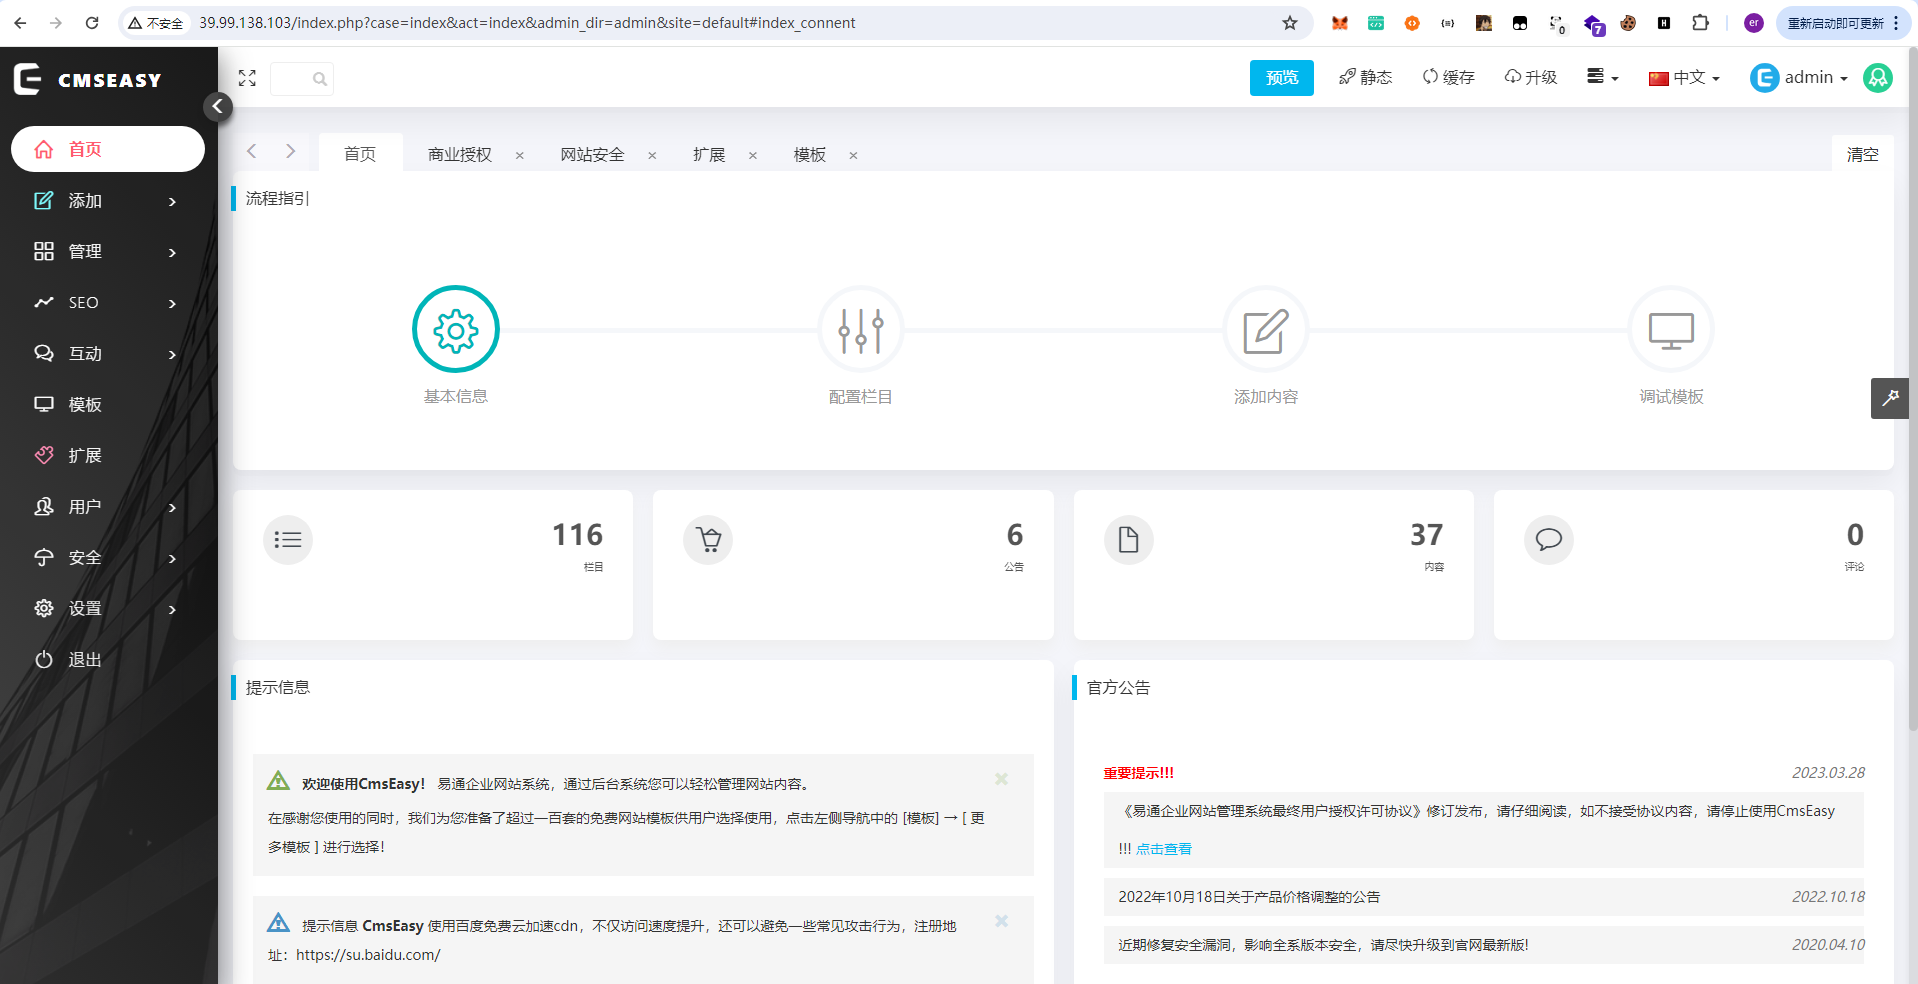 不安全
39.99.138.103/index.php?case=index&act=index&admin_dir=admin&site=default#index_connent
0
7
H
er
重新启动即可更新
CMSEASY
预览
静态
缓存
升级
中文
admin
首页
添加
管理
SEO
互动
模板
扩展
用户
安全
设置
退出
首页
商业授权 ×
网站安全 ×
扩展 ×
模板 ×
清空
流程指引
基本信息
配置栏目
添加内容
调试模板
116
栏目
6
公告
37
内容
0
评论
提示信息
欢迎使用CmsEasy! 易通企业网站系统，通过后台系统您可以轻松管理网站内容。
在感谢您使用的同时，我们为您准备了超过一百套的免费网站模板供用户选择使用，点击左侧导航中的 [模板] → [ 更
多模板 ] 进行选择!
提示信息 CmsEasy 使用百度免费云加速cdn，不仅访问速度提升，还可以避免一些常见攻击行为，注册地
址：https://su.baidu.com/
官方公告
重要提示!!! 2023.03.28
《易通企业网站管理系统最终用户授权许可协议》修订发布，请仔细阅读，如不接受协议内容，请停止使用CmsEasy
!!! 点击查看
2022年10月18日关于产品价格调整的公告 2022.10.18
近期修复安全漏洞，影响全系版本安全，请尽快升级到官网最新版! 2020.04.10